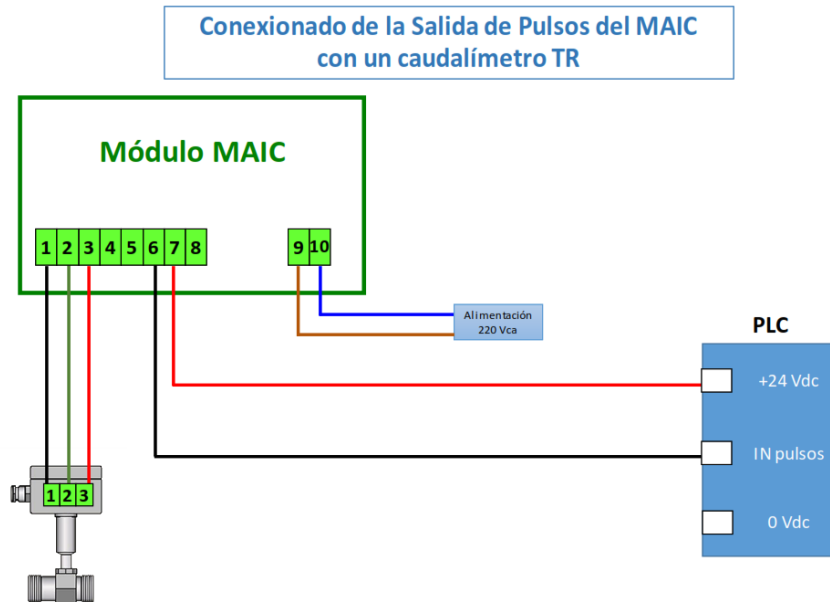 Conexionado de la Salida de Pulsos del MAIC
con un caudalímetro TR
Módulo MAIC
1 2 3 4 5 6 7 8 9 10
Alimentación
220 Vca
PLC
+24 Vdc
IN pulsos
0 Vdc
1 2 3